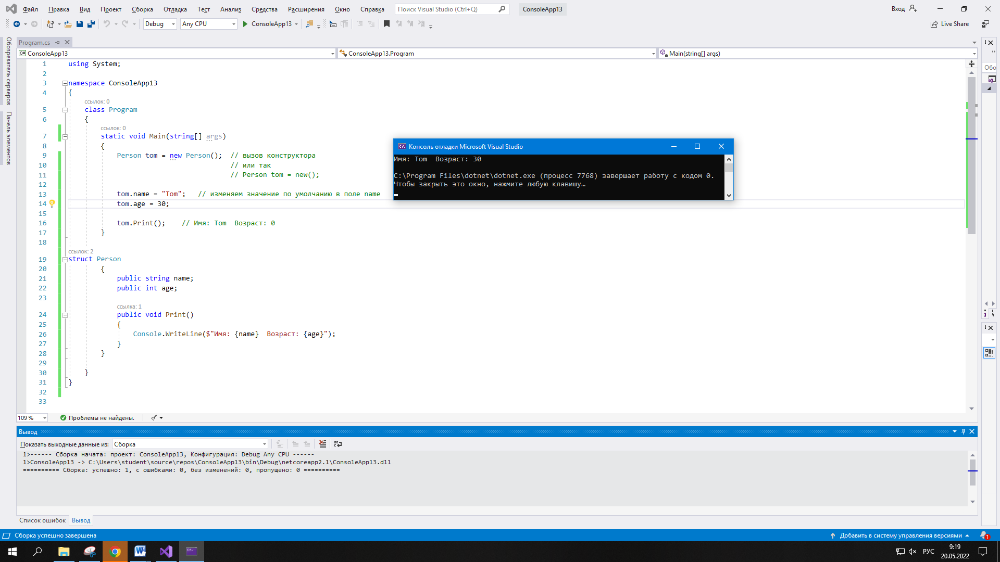 Файл Правка Вид Проект Сборка Отладка Тест Анализ Средства Расширения Окно Справка Поиск Visual Studio (Ctrl+Q) ConsoleApp13 Вход
Debug Any CPU ConsoleApp13 Live Share
Обозреватель серверов
Панель элементов
Program.cs
ConsoleApp13 ConsoleApp13.Program Main(string[] args)
Обо
1 using System;
2
3 namespace ConsoleApp13
4 {
ссылок: 0
5 class Program
6 {
ссылок: 0
7 static void Main(string[] args)
8 {
9 Person tom = new Person(); // вызов конструктора
10 // или так
11 // Person tom = new();
12
13 tom.name = "Tom"; // изменяем значение по умолчанию в поле name
14 tom.age = 30;
15
16 tom.Print(); // Имя: Tom Возраст: 0
17 }
18
ссылок: 2
19 struct Person
20 {
21 public string name;
22 public int age;
23
ссылка: 1
24 public void Print()
25 {
26 Console.WriteLine($"Имя: {name} Возраст: {age}");
27 }
28 }
29
30 }
31 }
32
33
Консоль отладки Microsoft Visual Studio
Имя: Tom Возраст: 30
C:\Program Files\dotnet\dotnet.exe (процесс 7768) завершает работу с кодом 0.
Чтобы закрыть это окно, нажмите любую клавишу…
109 % Проблемы не найдены.
Вывод
Показать выходные данные из: Сборка
1>------ Сборка начата: проект: ConsoleApp13, Конфигурация: Debug Any CPU ------
1>ConsoleApp13 -> C:\Users\student\source\repos\ConsoleApp13\bin\Debug\netcoreapp2.1\ConsoleApp13.dll
========== Сборка: успешно: 1, с ошибками: 0, без изменений: 0, пропущено: 0 ==========
Список ошибок Вывод
Сборка успешно завершена Добавить в систему управления версиями 1
РУС 9:19
20.05.2022